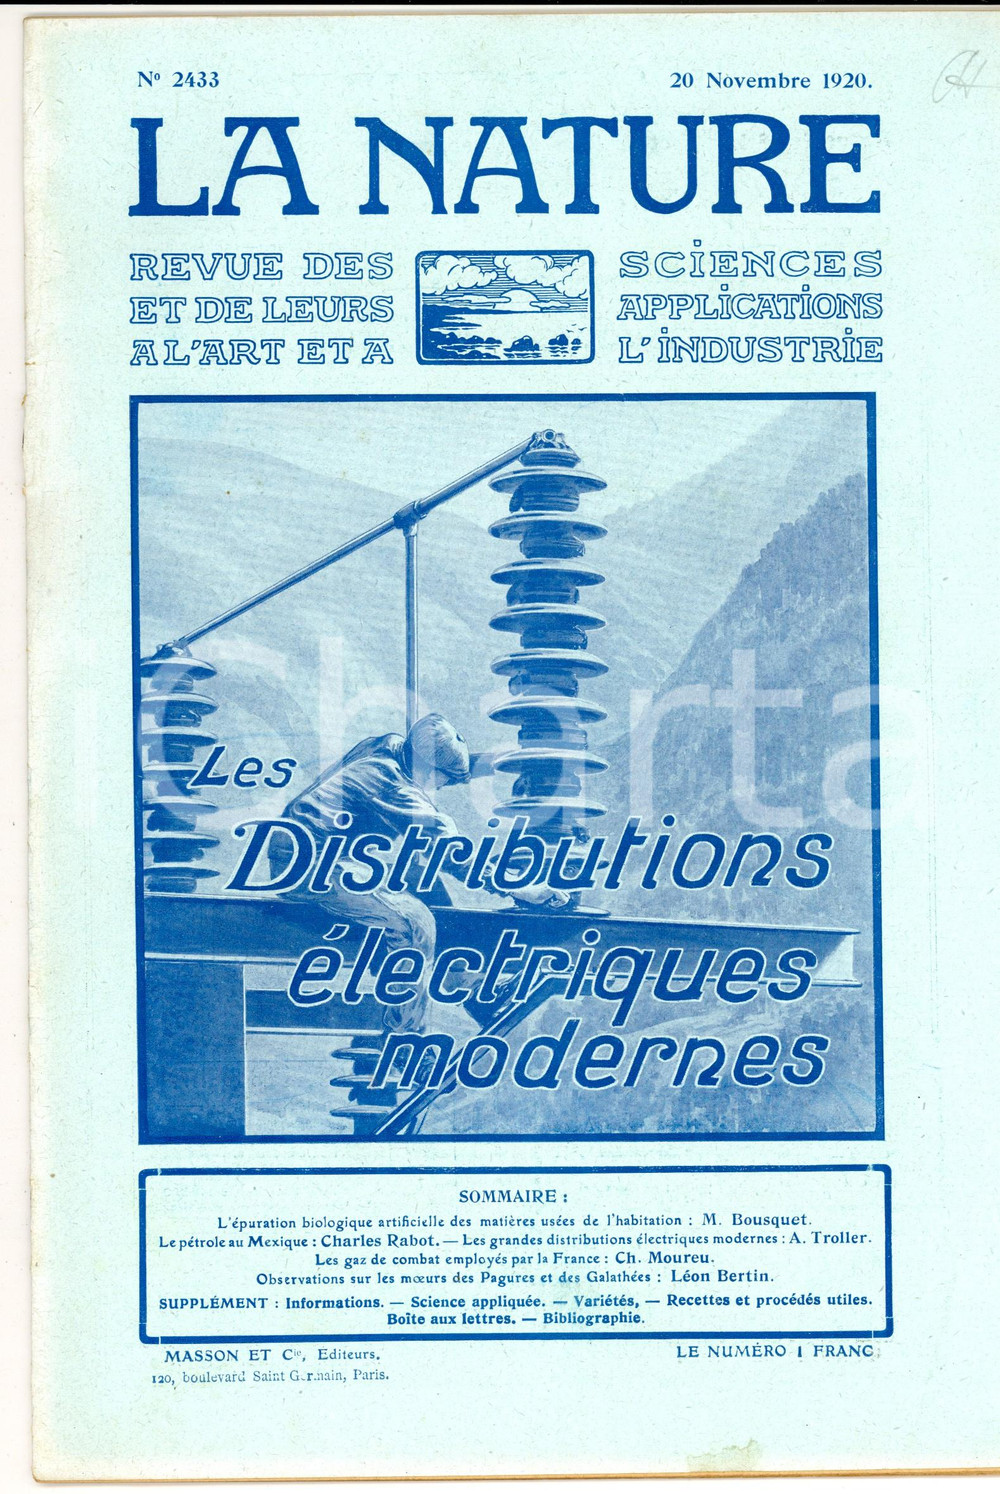 Nº 2433 20 Novembre 1920.
LA NATURE
REVUE DES SCIENCES
ET DE LEURS APPLICATIONS
A L'ART ET A L'INDUSTRIE
iCharta
Les
Distributions
électriques
modernes
SOMMAIRE :
L'épuration biologique artificielle des matières usées de l'habitation : M. Bousquet.
Le pétrole au Mexique : Charles Rabot. — Les grandes distributions électriques modernes : A. Troller.
Les gaz de combat employés par la France : Ch. Moureu.
Observations sur les mœurs des Pagures et des Galathées : Léon Bertin.
SUPPLÉMENT : Informations. — Science appliquée. — Variétés, — Recettes et procédés utiles.
Boîte aux lettres. — Bibliographie.
MASSON ET Cie, Éditeurs. LE NUMÉRO 1 FRANC
120, boulevard Saint Germain, Paris.